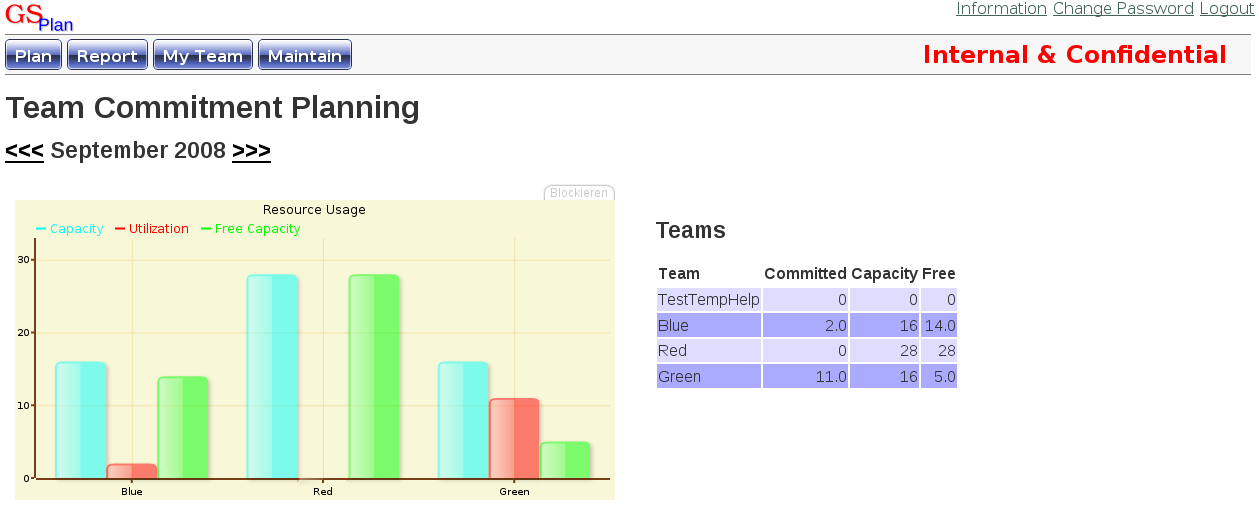 GS Plan
Information Change Password Logout
Plan Report My Team Maintain
Internal & Confidential
Team Commitment Planning
<<< September 2008 >>>
Blockieren
Resource Usage
Capacity Utilization Free Capacity
30
20
10
0
Blue Red Green
Teams
Team Committed Capacity Free
TestTempHelp 0 0 0
Blue 2.0 16 14.0
Red 0 28 28
Green 11.0 16 5.0